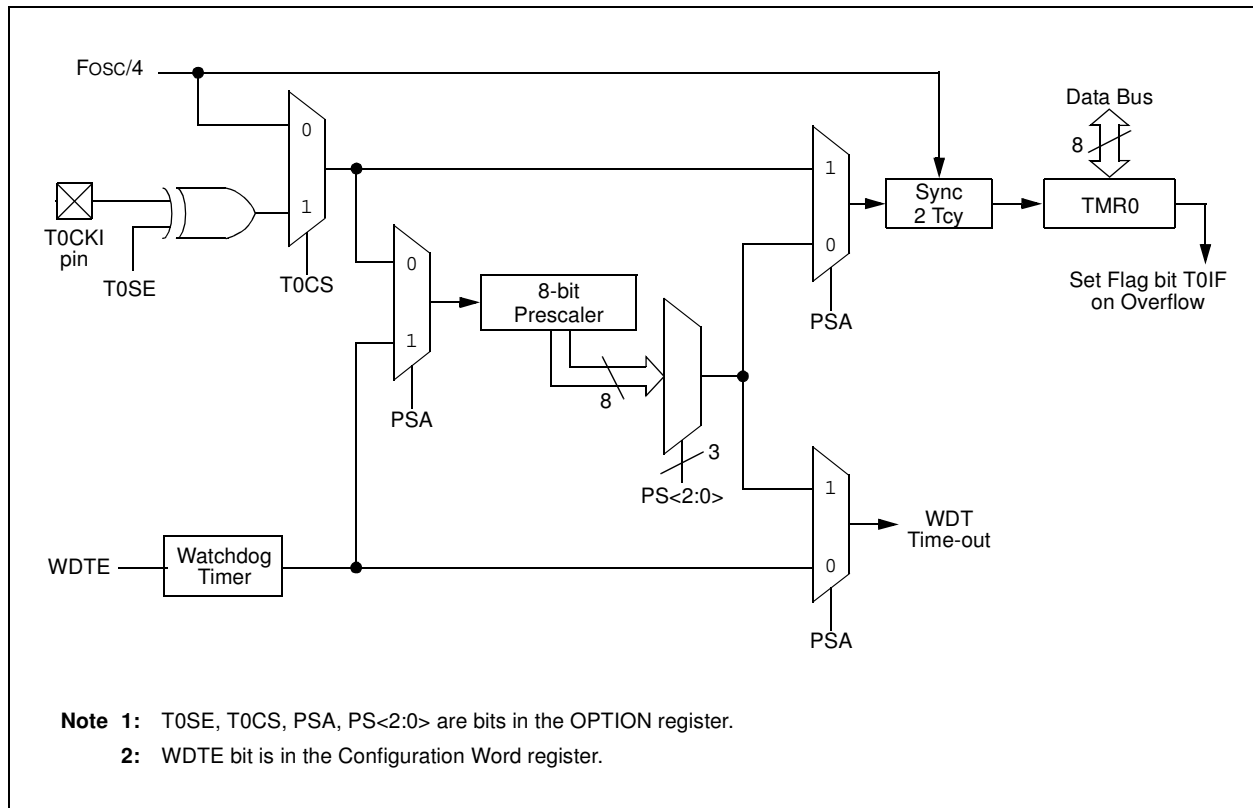 FOSC/4
Data Bus
8
0
1
1
0
T0CKI
pin
T0SE
T0CS
Sync
2 Tcy
TMR0
0
1
8-bit
Prescaler
PSA
Set Flag bit T0IF
on Overflow
PSA
8
3
PS<2:0>
1
0
WDT
Time-out
WDTE
Watchdog
Timer
PSA
Note 1: T0SE, T0CS, PSA, PS<2:0> are bits in the OPTION register.
2: WDTE bit is in the Configuration Word register.